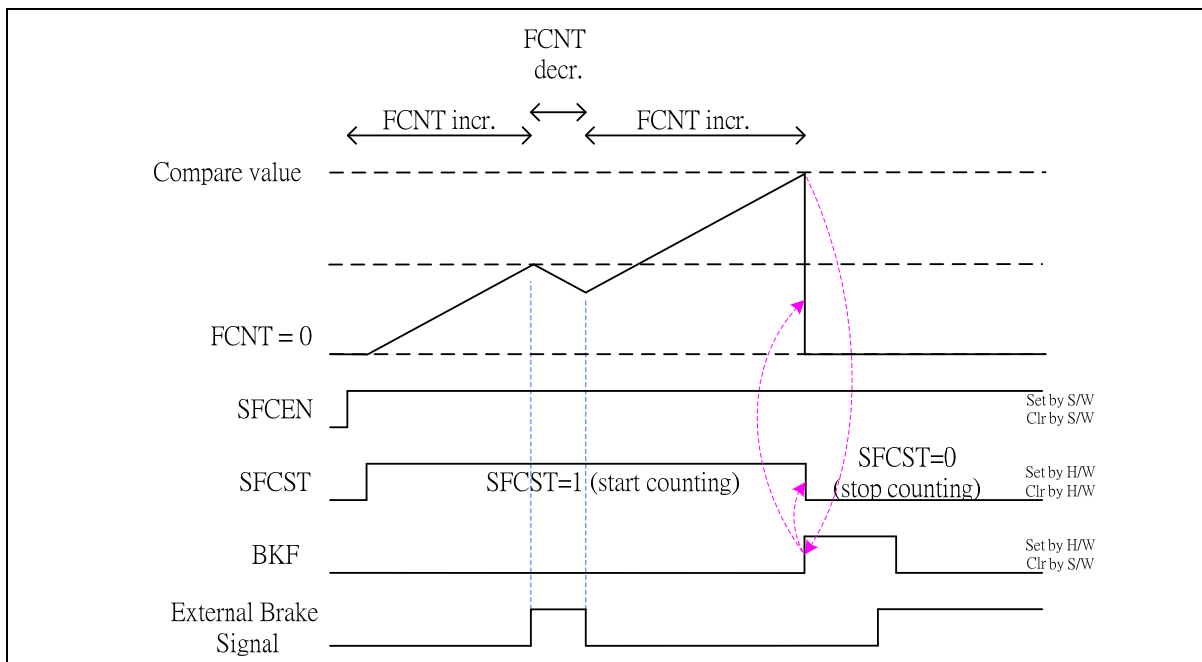 FCNT
decr.
FCNT incr.
FCNT incr.
Compare value
FCNT = 0
SFCEN
Set by S/W
Clr by S/W
SFCST
SFCST=1 (start counting)
SFCST=0
(stop counting)
Set by H/W
Clr by H/W
BKF
Set by H/W
Clr by S/W
External Brake
Signal